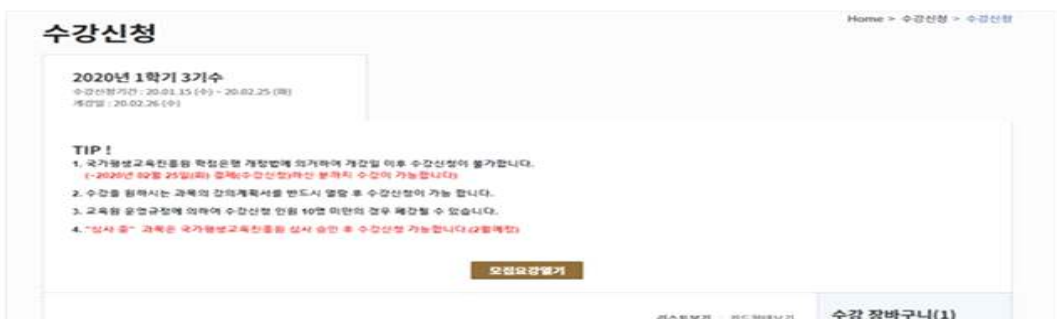 Home > 수강신청 > 수강신청
수강신청
2020년 1학기 3기수
수강신청기간 : 20.01.15 (수) ~ 20.02.25 (화)
개강일 : 20.02.26 (수)
TIP !
1. 국가평생교육진흥원 학점은행 개정법에 의거하여 개강일 이후 수강신청이 불가합니다.
(~2020년 02월 25일(화) 결제(수강신청)하신 분까지 수강이 가능합니다)
2. 수강을 원하시는 과목의 강의계획서를 반드시 열람 후 수강신청이 가능 합니다.
3. 교육원 운영규정에 의하여 수강신청 인원 10명 미만의 경우 폐강될 수 있습니다.
4. "심사 중" 과목은 국가평생교육진흥원 심사 승인 후 수강신청 가능합니다.(2월예정)
모집요강열기
수강 장바구니(1)